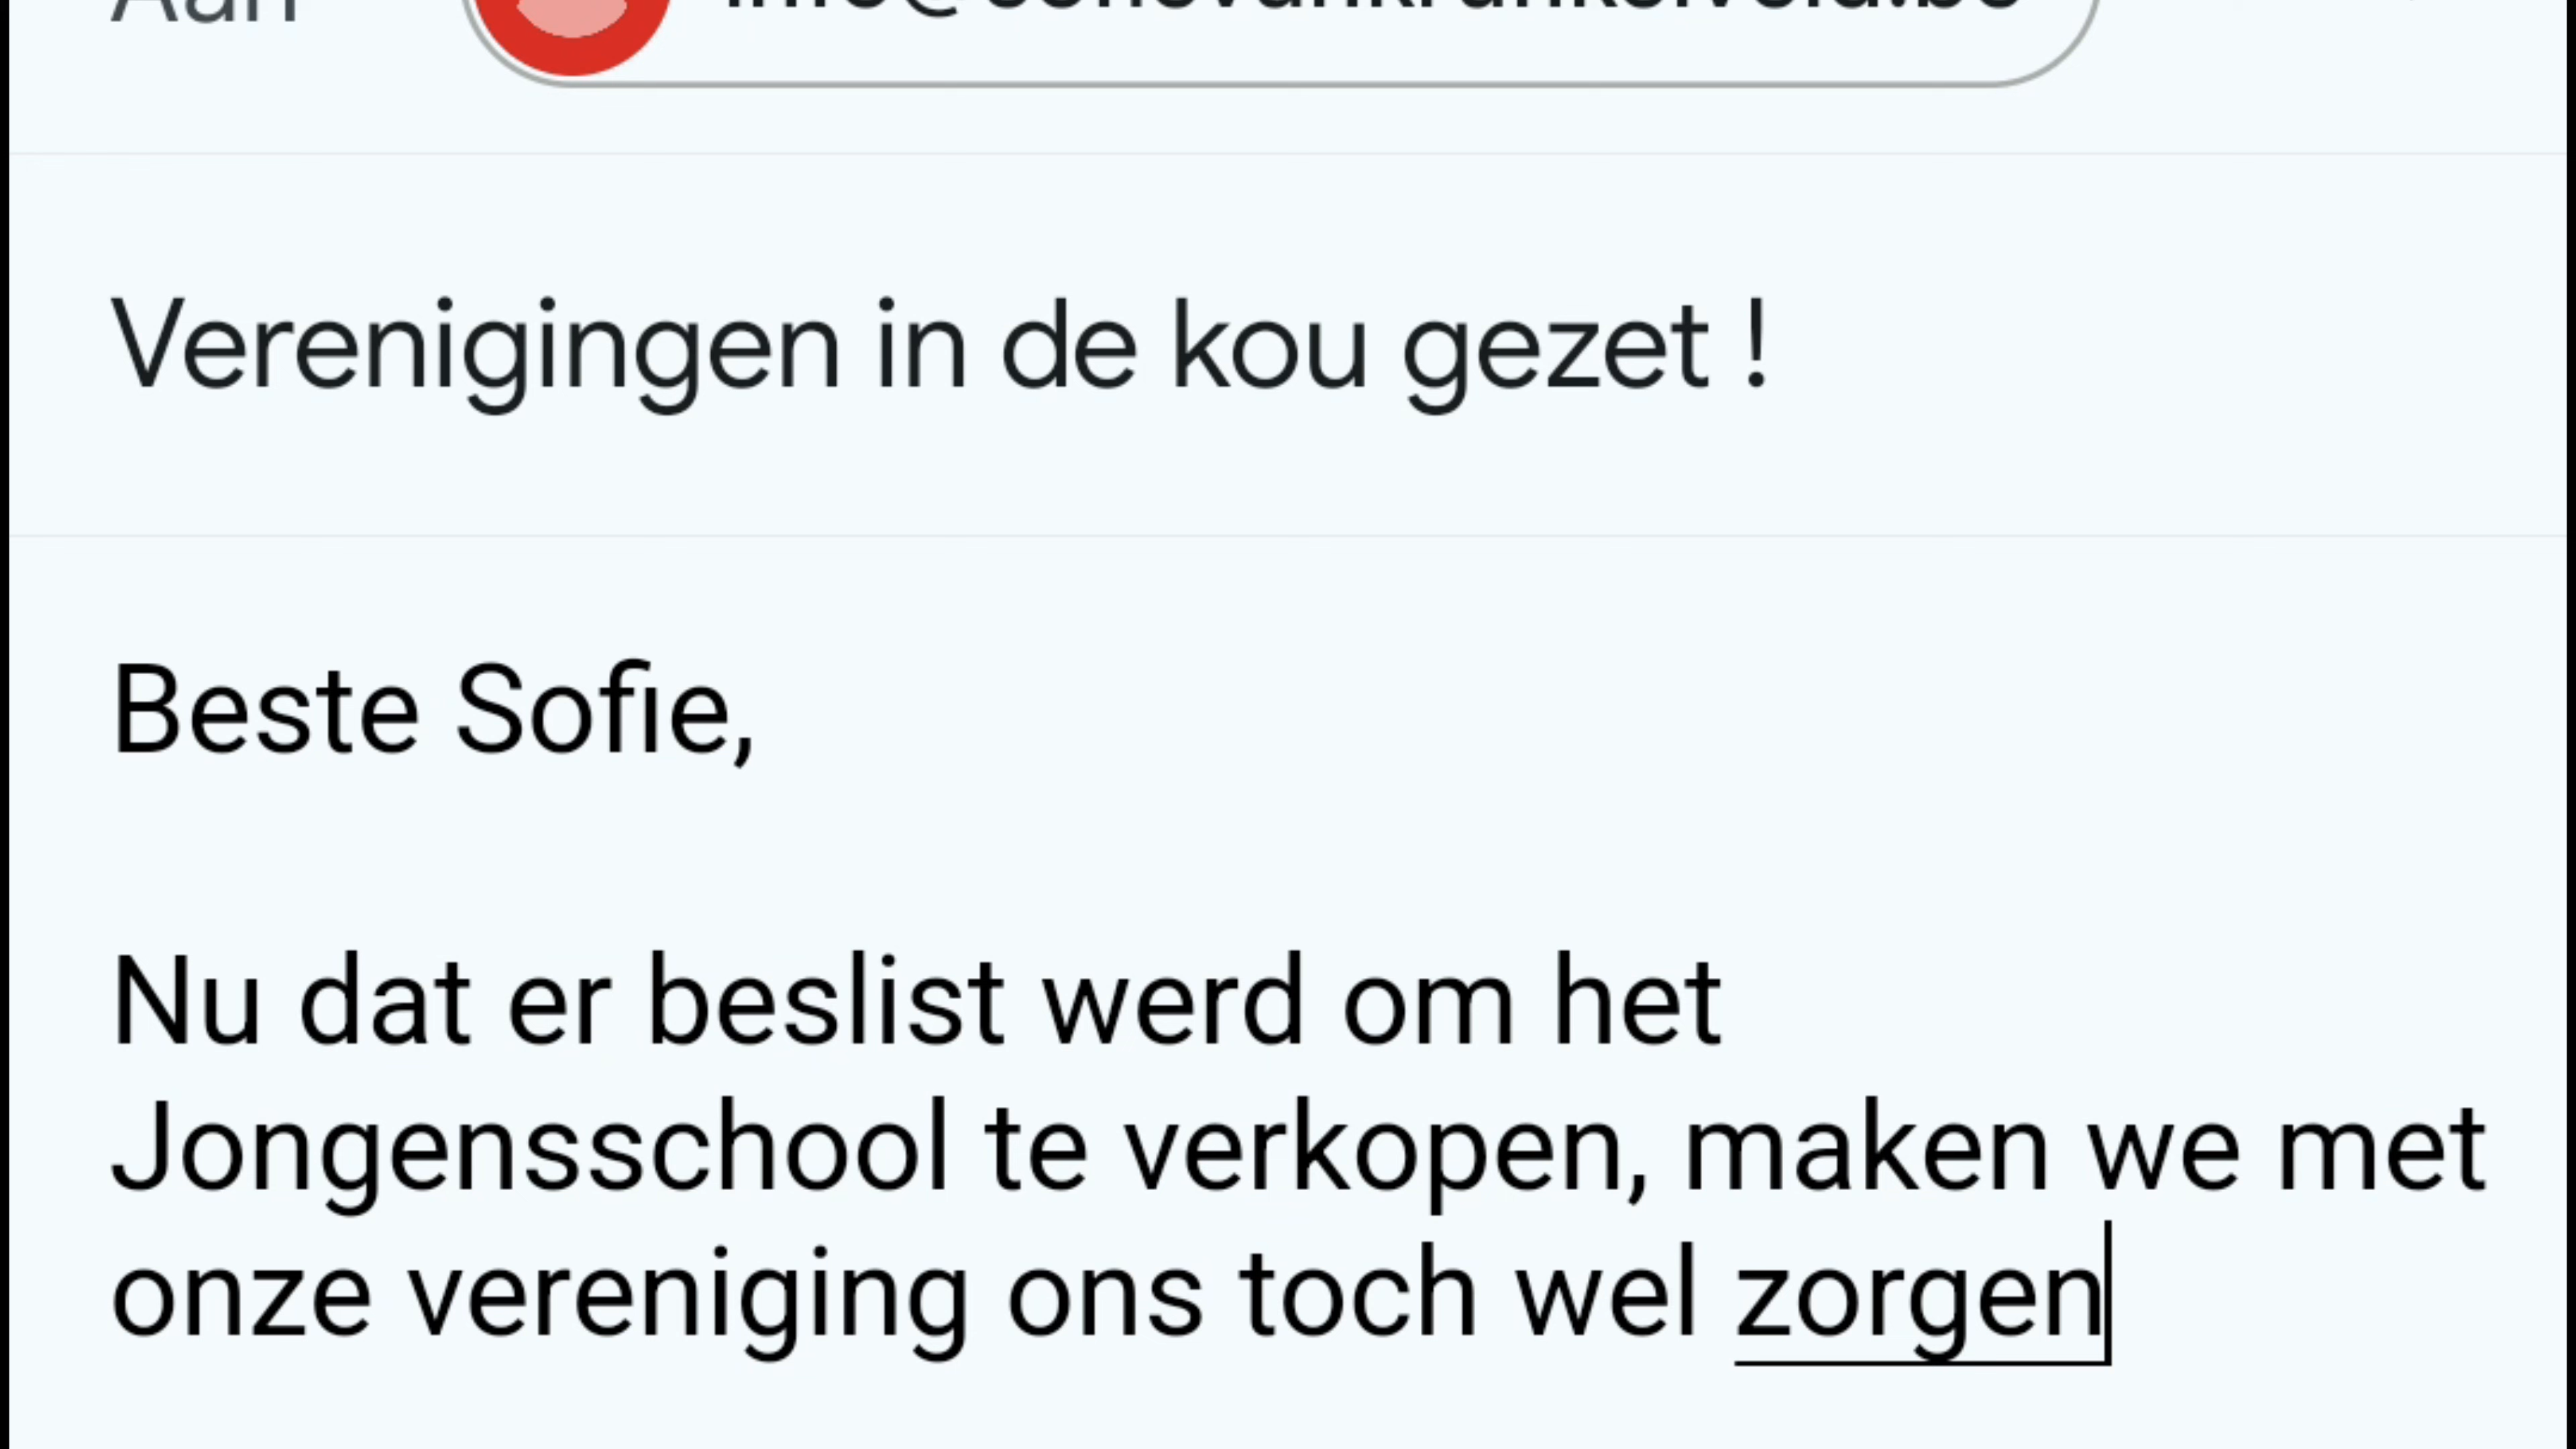 Aan
Verenigingen in de kou gezet !
Beste Sofie,
Nu dat er beslist werd om het
Jongensschool te verkopen, maken we met
onze vereniging ons toch wel zorgen